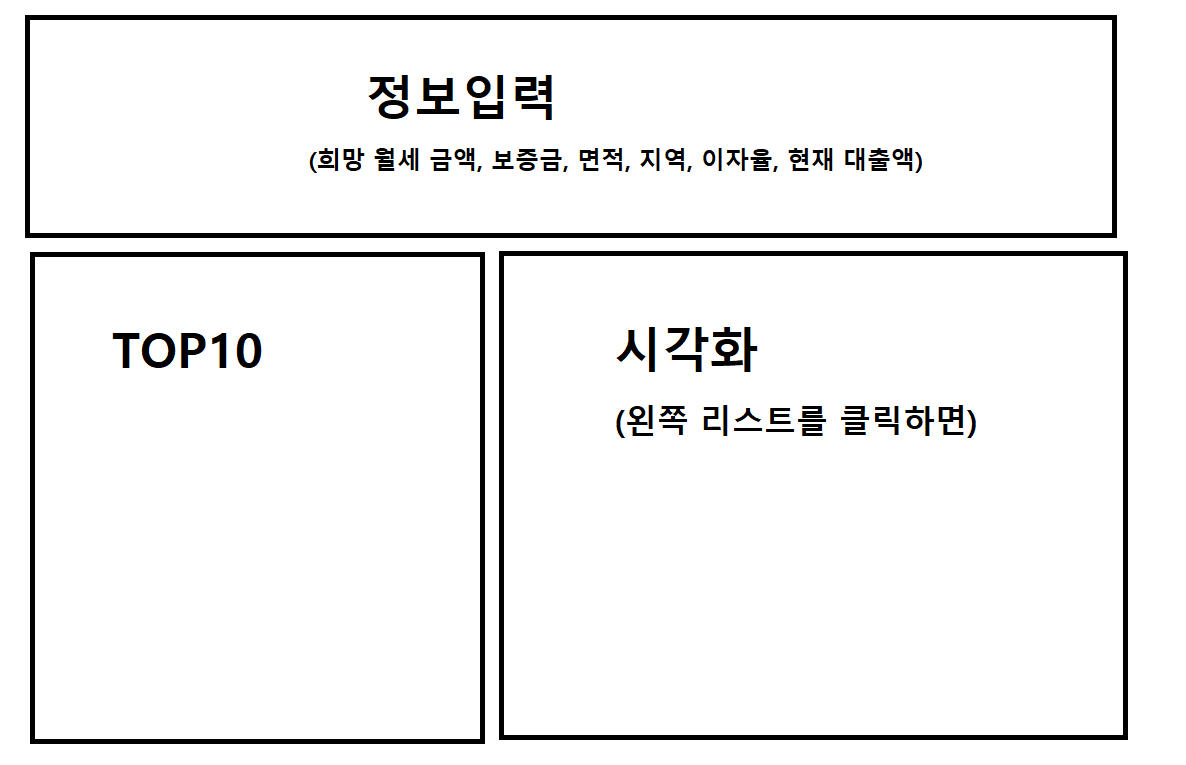 정보입력
(희망 월세 금액, 보증금, 면적, 지역, 이자율, 현재 대출액)
TOP10
시각화
(왼쪽 리스트를 클릭하면)